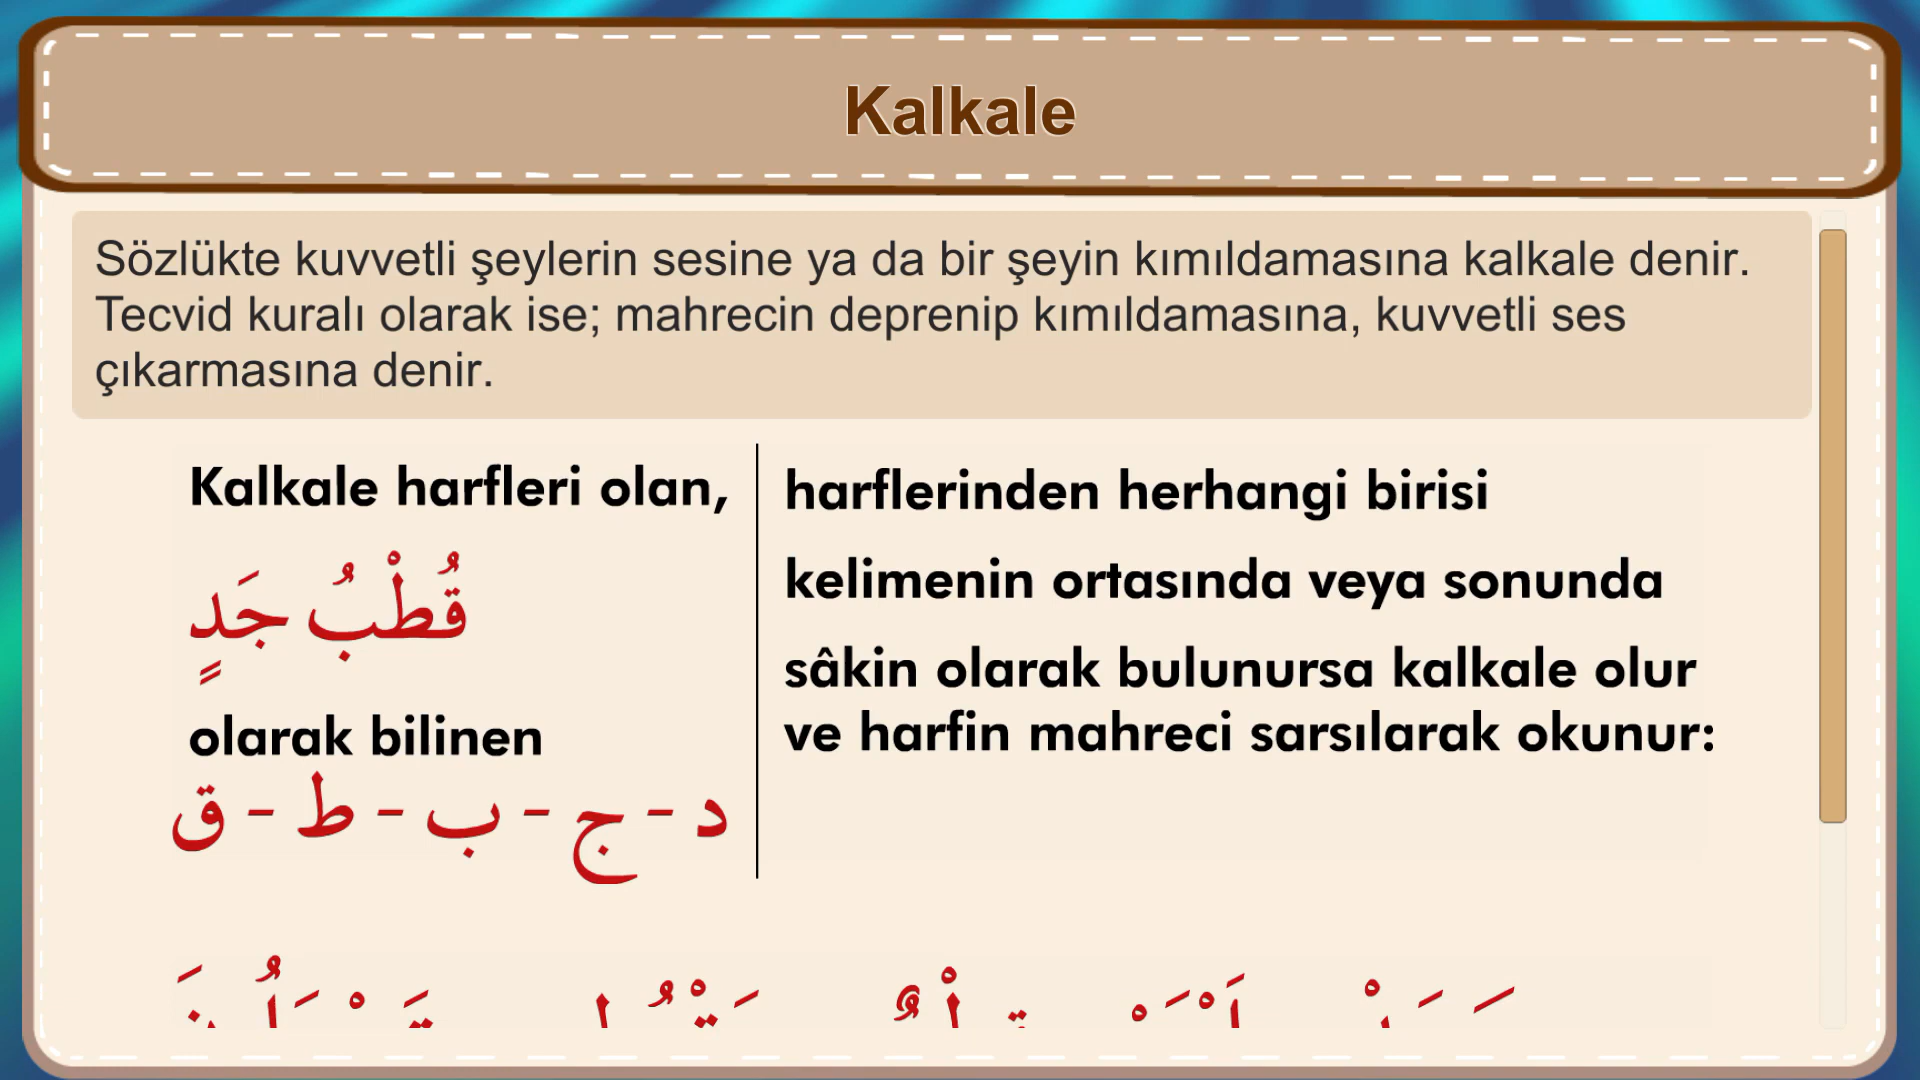 Kalkale
Sözlükte kuvvetli şeylerin sesine ya da bir şeyin kımıldamasına kalkale denir.
Tecvid kuralı olarak ise; mahrecin deprenip kımıldamasına, kuvvetli ses
çıkarmasına denir.
Kalkale harfleri olan,
قُطْبُ جَدٍ
olarak bilinen
د - ج - ب - ط - ق
harflerinden herhangi birisi
kelimenin ortasında veya sonunda
sâkin olarak bulunursa kalkale olur
ve harfin mahreci sarsılarak okunur: